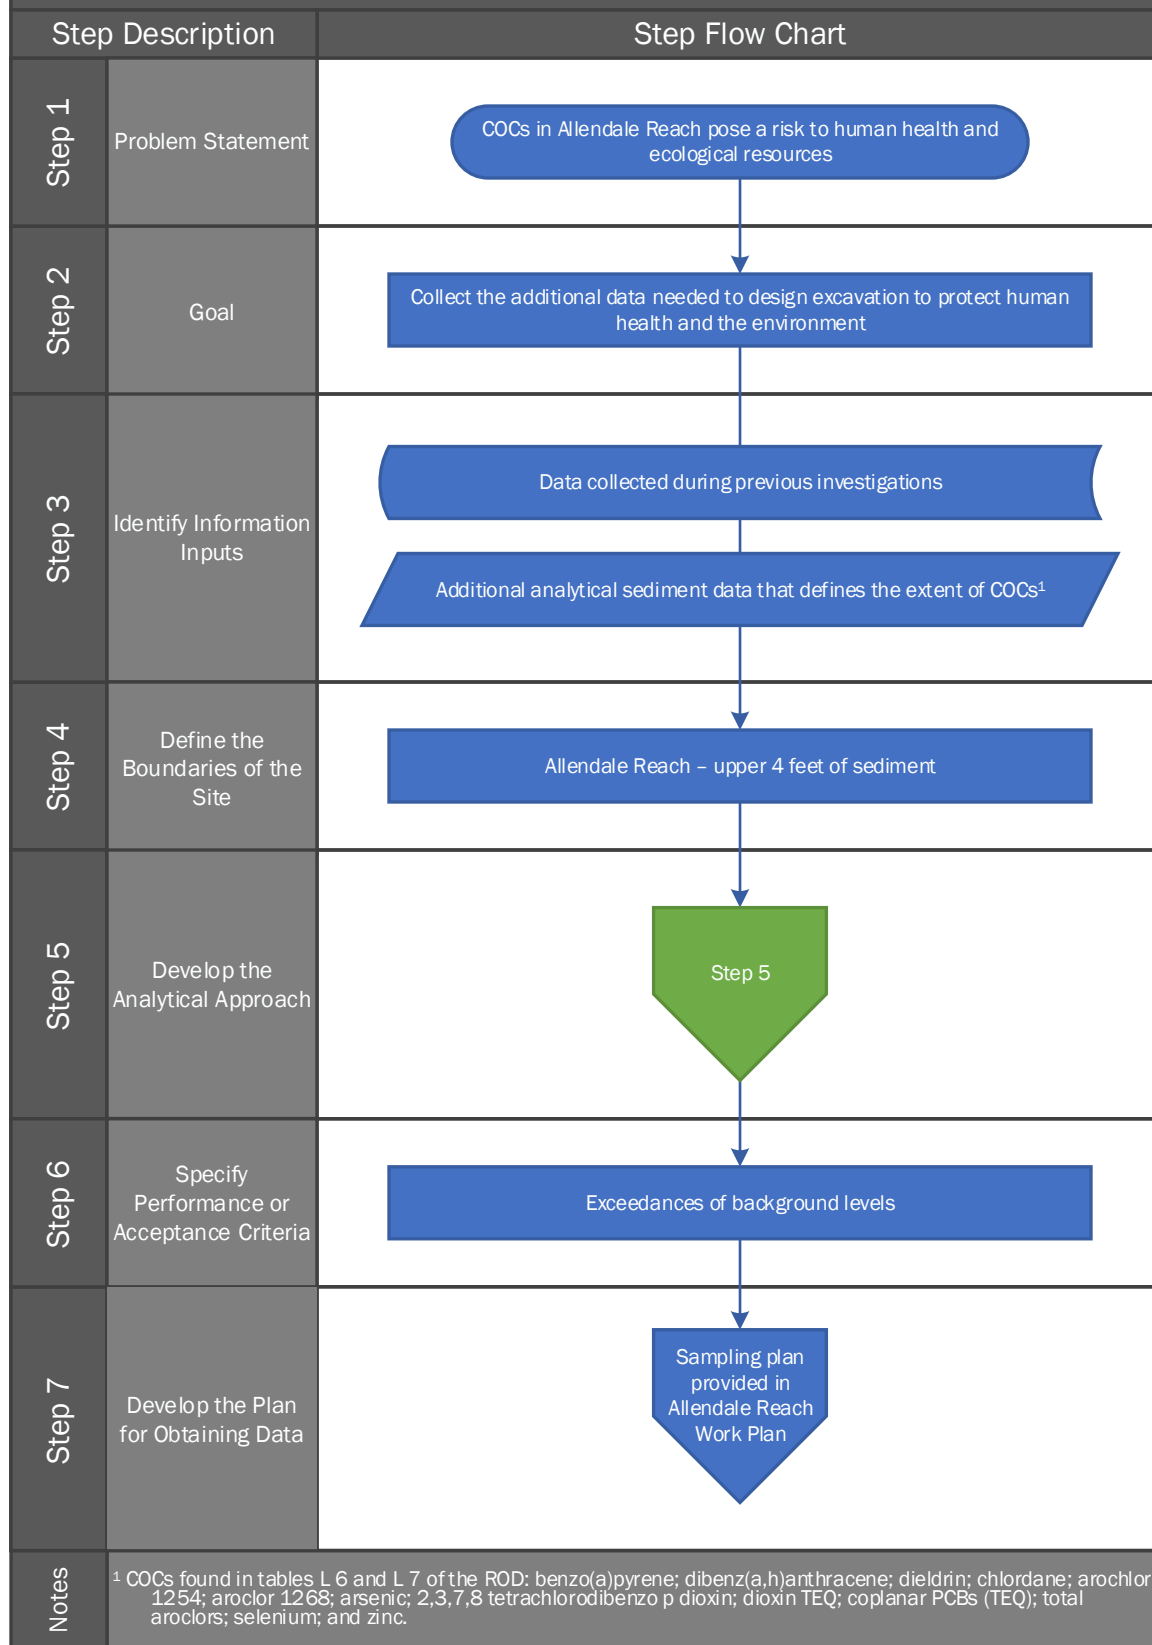 Step Description
Step Flow Chart
Step 1
Problem Statement
COCs in Allendale Reach pose a risk to human health and
ecological resources
Step 2
Goal
Collect the additional data needed to design excavation to protect human
health and the environment
Step 3
Identify Information
Inputs
Data collected during previous investigations
Additional analytical sediment data that defines the extent of COCs¹
Step 4
Define the
Boundaries of the
Site
Allendale Reach – upper 4 feet of sediment
Step 5
Develop the
Analytical Approach
Step 5
Step 6
Specify
Performance or
Acceptance Criteria
Exceedances of background levels
Step 7
Develop the Plan
for Obtaining Data
Sampling plan
provided in
Allendale Reach
Work Plan
Notes
¹ COCs found in tables L 6 and L 7 of the ROD: benzo(a)pyrene; dibenz(a,h)anthracene; dieldrin; chlordane; arochlor
1254; aroclor 1268; arsenic; 2,3,7,8 tetrachlorodibenzo p dioxin; dioxin TEQ; coplanar PCBs (TEQ); total
aroclors; selenium; and zinc.